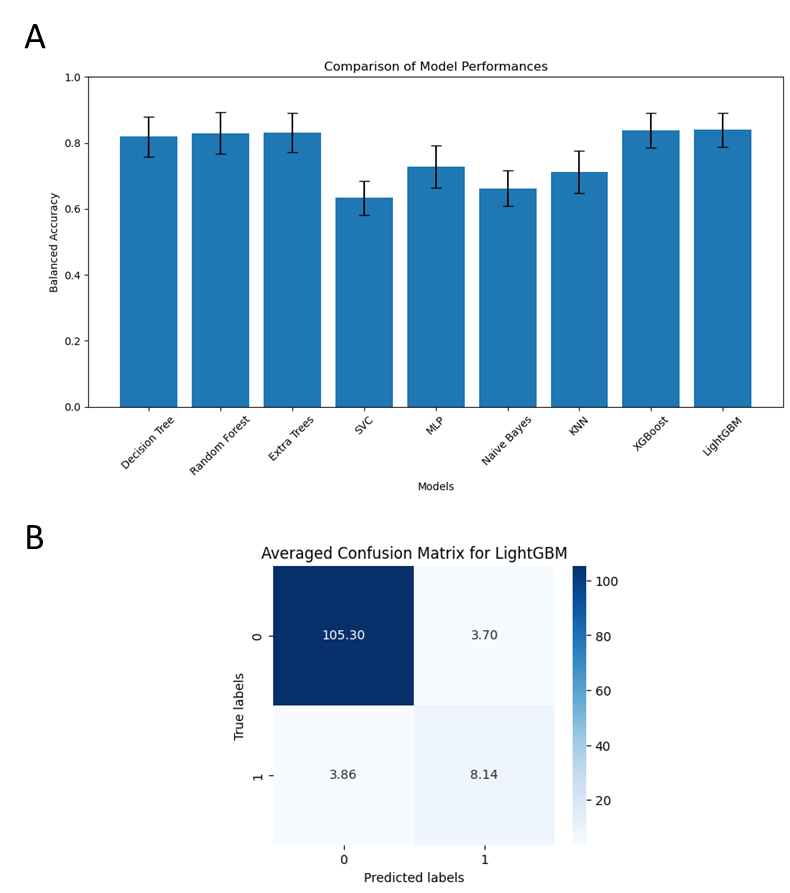 A
Comparison of Model Performances
Balanced Accuracy
1.0
0.8
0.6
0.4
0.2
0.0
Decision Tree
Random Forest
Extra Trees
SVC
MLP
Naive Bayes
KNN
XGBoost
LightGBM
Models
B
Averaged Confusion Matrix for LightGBM
True labels
0
105.30
3.70
1
3.86
8.14
0
1
Predicted labels
100
80
60
40
20